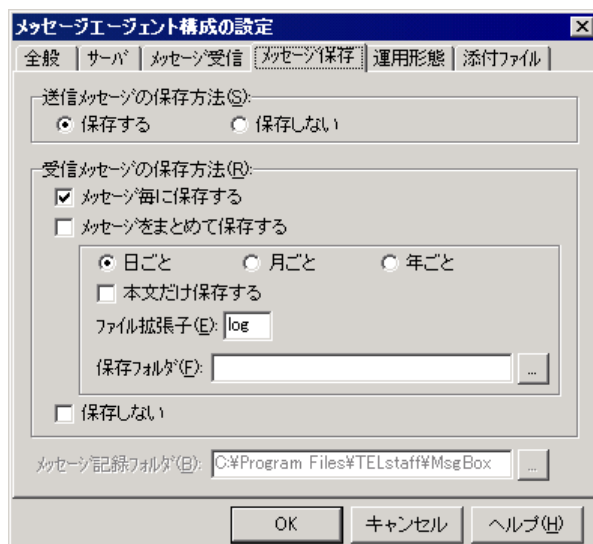 メッセージエージェント構成の設定
全般 サーバ メッセージ受信 メッセージ保存 運用形態 添付ファイル
送信メッセージの保存方法(S):
保存する 保存しない
受信メッセージの保存方法(R):
メッセージ毎に保存する
メッセージをまとめて保存する
日ごと 月ごと 年ごと
本文だけ保存する
ファイル拡張子(E): log
保存フォルダ(F): ...
保存しない
メッセージ記録フォルダ(B): C:¥Program Files¥TELstaff¥MsgBox ...
OK キャンセル ヘルプ(H)